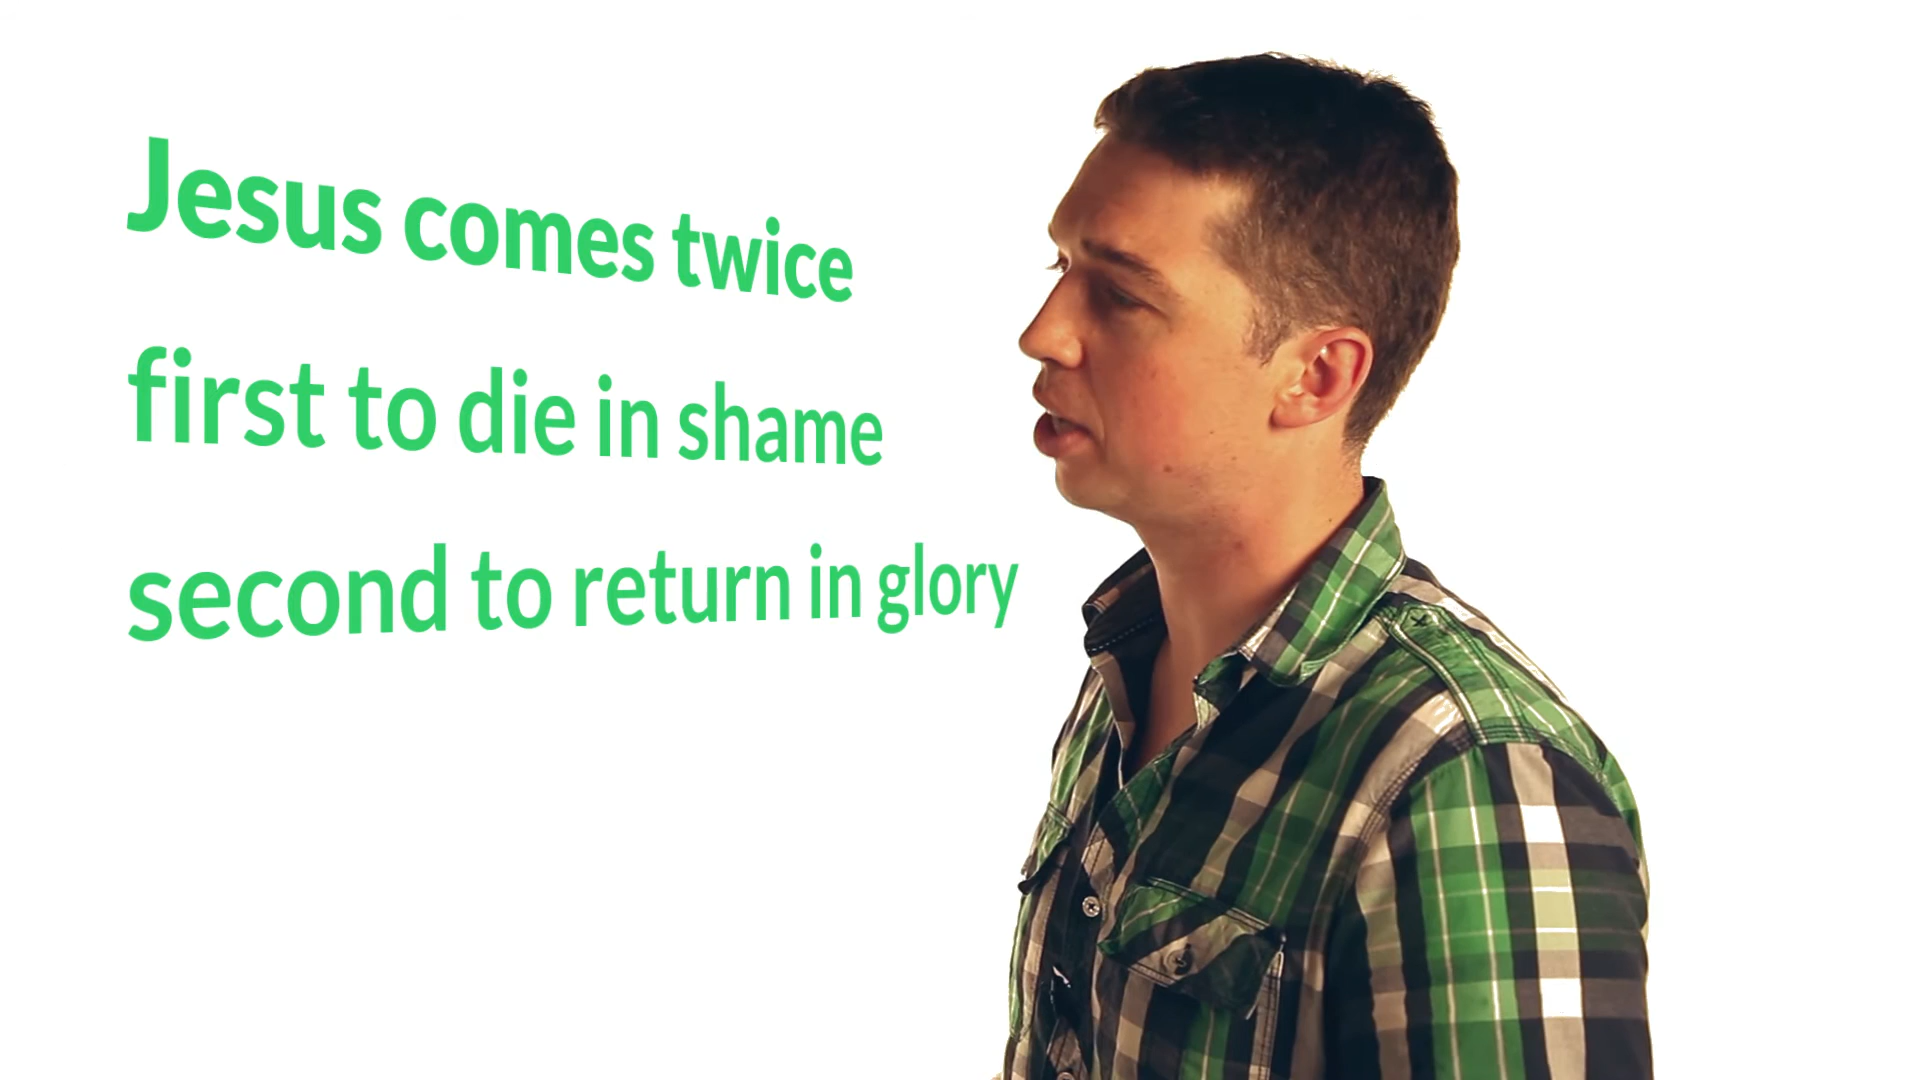 Jesus comes twice
first to die in shame
second to return in glory